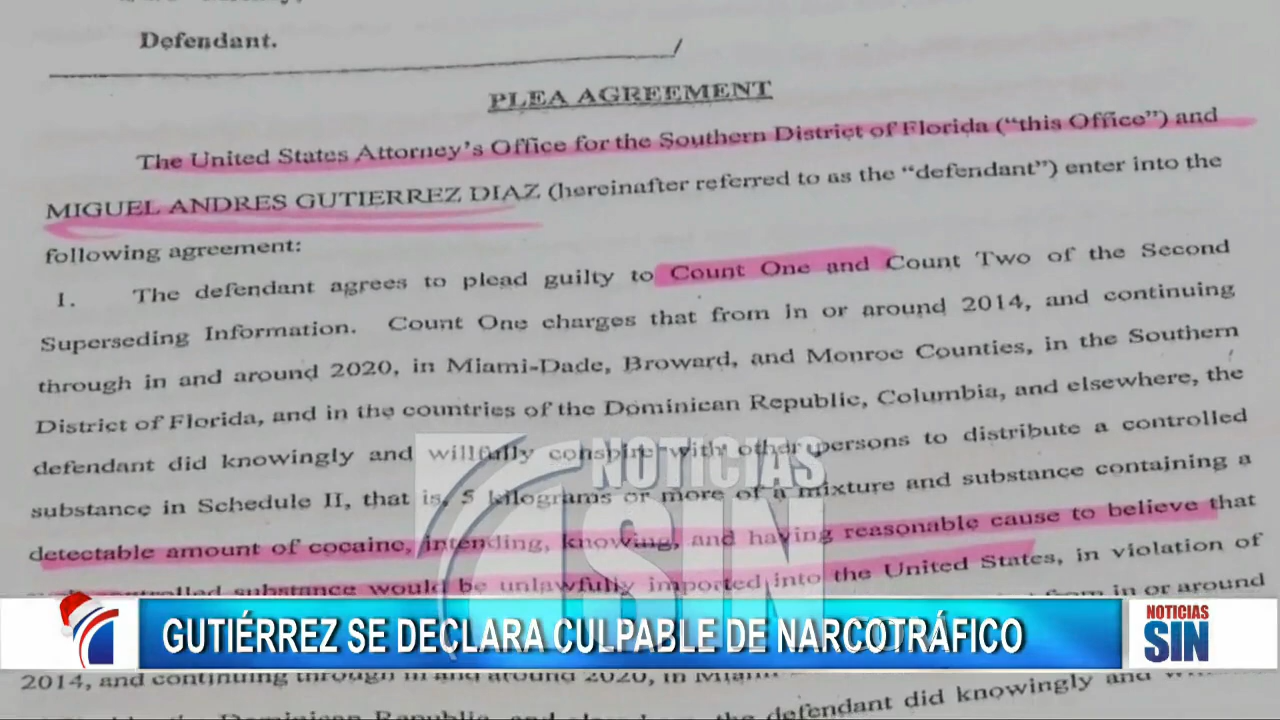 Defendant.
/
PLEA AGREEMENT
The United States Attorney's Office for the Southern District of Florida ("this Office") and
MIGUEL ANDRES GUTIERREZ DIAZ (hereinafter referred to as the "defendant") enter into the
following agreement:
1. The defendant agrees to plead guilty to Count One and Count Two of the Second
Superseding Information. Count One charges that from in or around 2014, and continuing
through in and around 2020, in Miami-Dade, Broward, and Monroe Counties, in the Southern
District of Florida, and in the countries of the Dominican Republic, Columbia, and elsewhere, the
defendant did knowingly and willfully conspire with other persons to distribute a controlled
substance in Schedule II, that is, 5 kilograms or more of a mixture and substance containing a
detectable amount of cocaine, intending, knowing, and having reasonable cause to believe that
substance would be unlawfully imported into the United States, in violation of
from in or around
NOTICIAS
SIN
GUTIÉRREZ SE DECLARA CULPABLE DE NARCOTRÁFICO
NOTICIAS
SIN
2014, and continuing through in and around 2020, in
the defendant did knowingly and